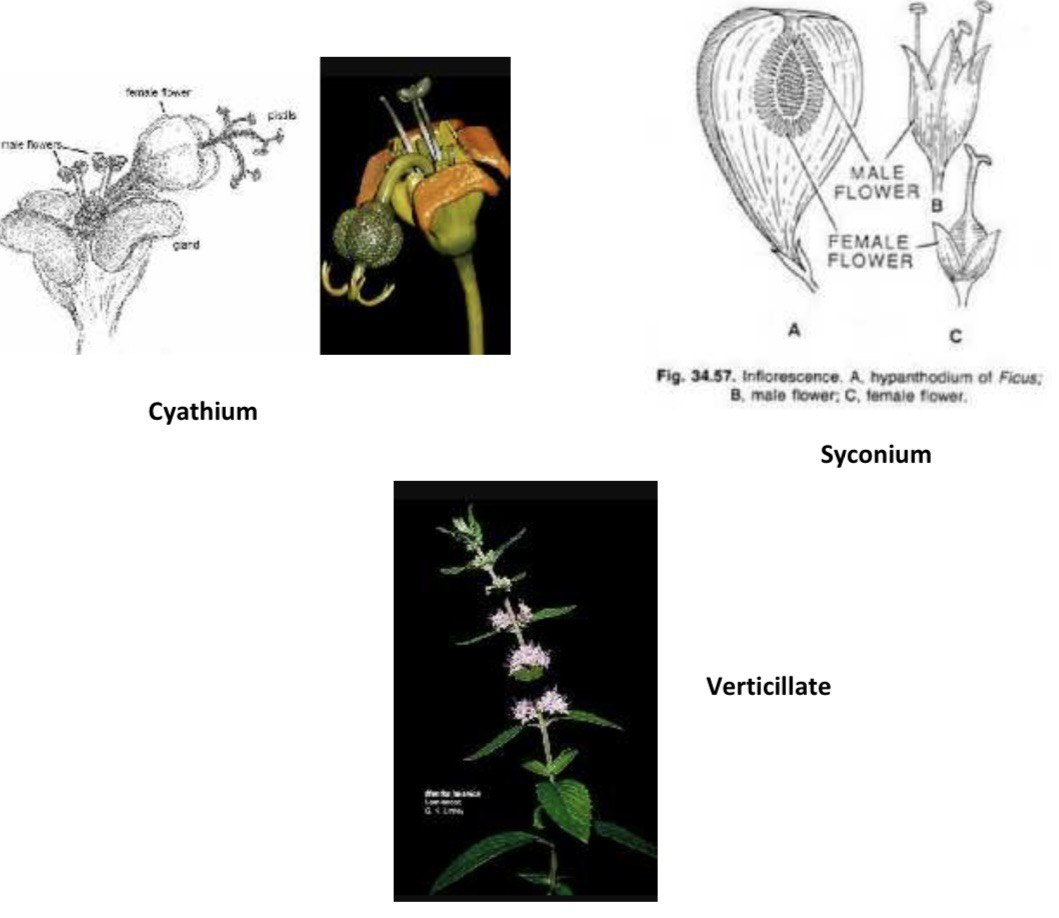 female flower
pistils
male flowers
gland
Cyathium
MALE
FLOWER
B
FEMALE
FLOWER
A
C
Fig. 34.57. Inflorescence. A, hypanthodium of Ficus;
B, male flower; C, female flower.
Syconium
Verticillate